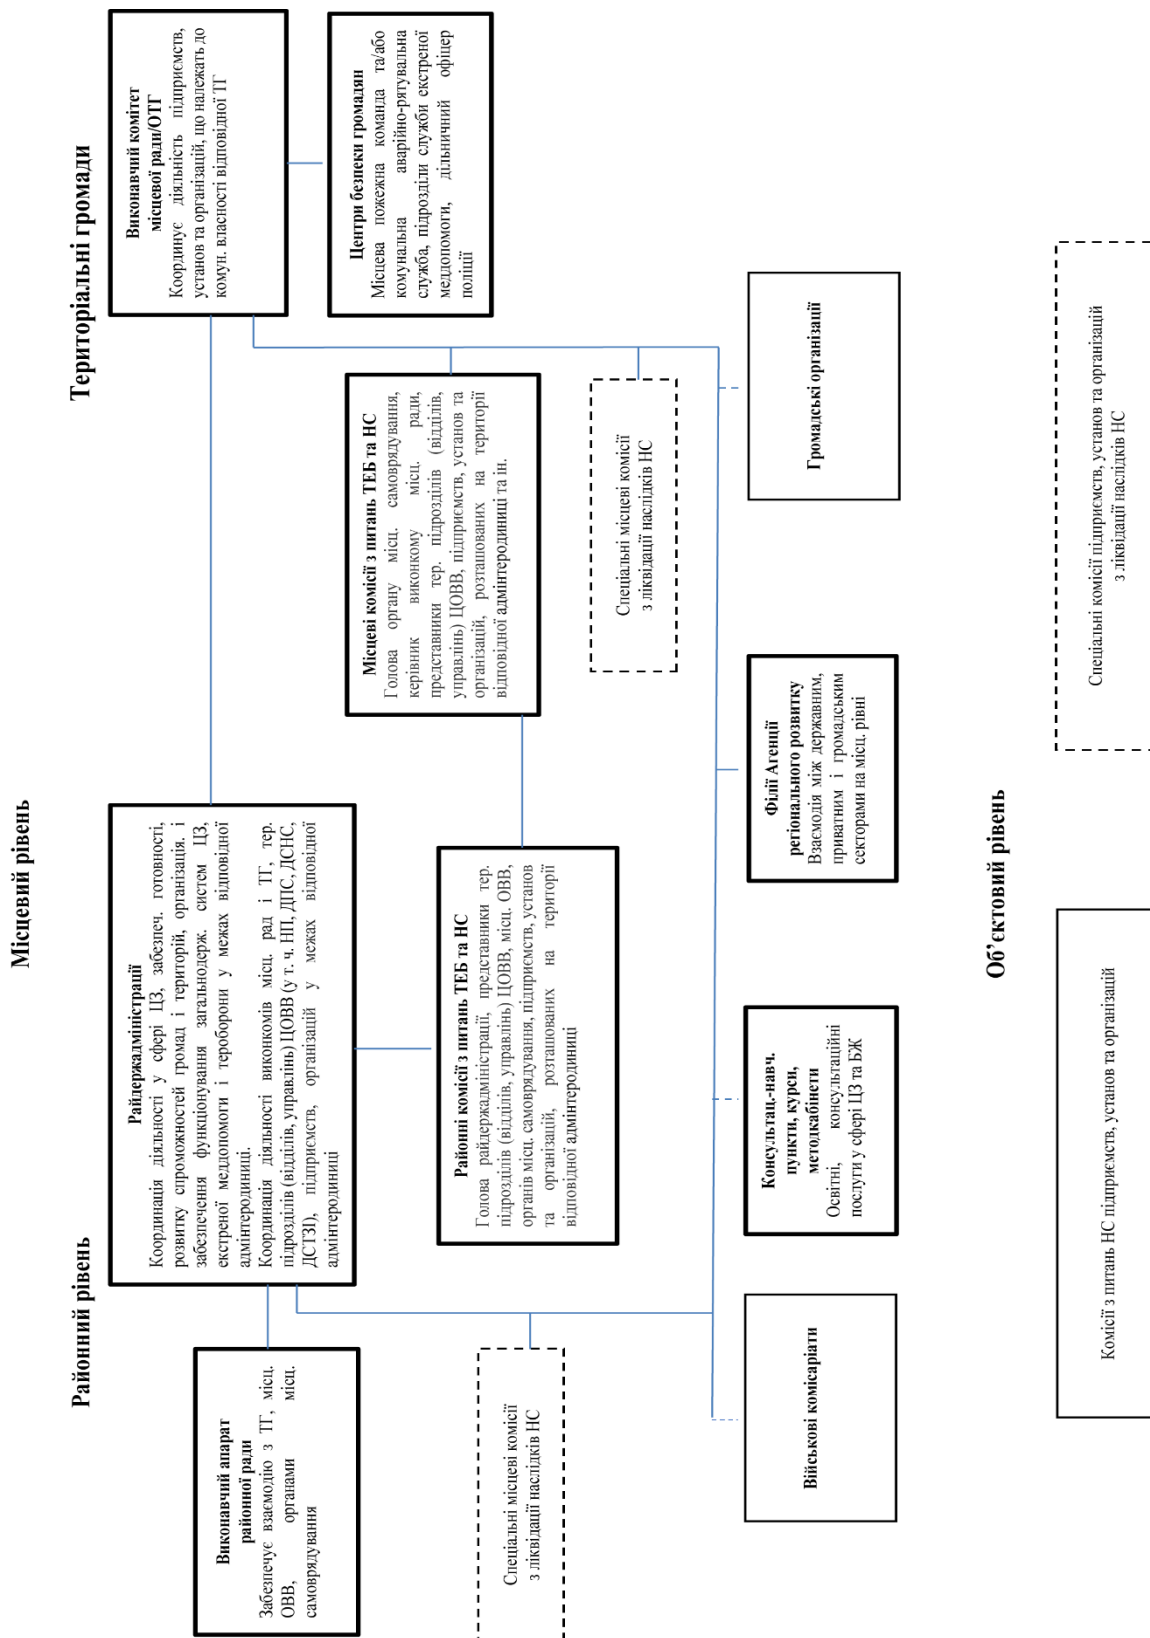 Місцевий рівень
Районний рівень
Територіальні громади
Виконавчий апарат
районної ради
Забезпечує взаємодію з ТГ, місц.
ОВВ, органами місц.
самоврядування
Райдержадміністрації
Координація діяльності у сфері ЦЗ, забезпеч. готовності,
розвитку спроможностей громад і територій, організація. і
забезпечення функціонування загальнодерж. систем ЦЗ,
екстреної меддопомоги і тероборони у межах відповідної
адмінтеродиниці.
Координація діяльності виконкомів місц. рад і ТГ, тер.
підрозділів (відділів, управлінь) ЦОВВ (у т. ч. НП, ДПС, ДСНС,
ДСТЗІ), підприємств, організацій у межах відповідної
адмінтеродиниці
Виконавчий комітет
місцевої ради/ОТГ
Координує діяльність підприємств,
установ та організацій, що належать до
комун. власності відповідної ТГ
Центри безпеки громадян
Місцева пожежна команда та/або
комунальна аварійно-рятувальна
служба, підрозділи служби екстреної
меддопомоги, дільничний офіцер
поліції
Районні комісії з питань ТЕБ та НС
Голова райдержадміністрації, представники тер.
підрозділів (відділів, управлінь) ЦОВВ, місц. ОВВ,
органів місц. самоврядування, підприємств, установ
та організацій, розташованих на території
відповідної адмінтеродиниці
Місцеві комісії з питань ТЕБ та НС
Голова органу місц. самоврядування,
керівник виконкому місц. ради,
представники тер. підрозділів (відділів,
управлінь) ЦОВВ, підприємств, установ та
організацій, розташованих на території
відповідної адмінтеродиниці та ін.
Спеціальні місцеві комісії
з ліквідації наслідків НС
Спеціальні місцеві комісії
з ліквідації наслідків НС
Військові комісаріати
Консультац.-навч.
пункти, курси,
методкабінети
Освітні, консультаційні
послуги у сфері ЦЗ та БЖ
Філії Агенції
регіонального розвитку
Взаємодія між державним,
приватним і громадським
секторами на місц. рівні
Громадські організації
Об’єктовий рівень
Комісії з питань НС підприємств, установ та організацій
Спеціальні комісії підприємств, установ та організацій
з ліквідації наслідків НС